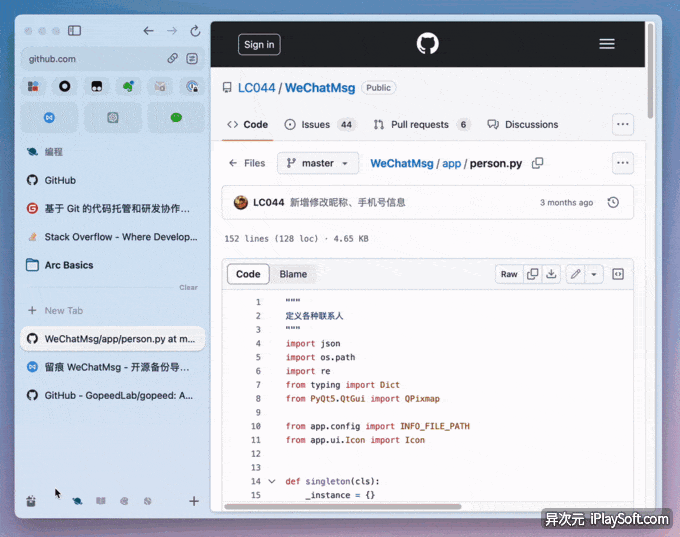 github.com
编程
GitHub
基于 Git 的代码托管和研发协作...
Stack Overflow - Where Develop...
Arc Basics
Clear
New Tab
WeChatMsg/app/person.py at m...
留痕 WeChatMsg - 开源备份导...
GitHub - GopeedLab/gopeed: A...
Sign in
LC044 / WeChatMsg Public
Code Issues 44 Pull requests 6 Discussions
Files master WeChatMsg / app / person.py
LC044 新增修改昵称、手机号信息 3 months ago
152 lines (128 loc) · 4.65 KB
Code Blame Raw
1 """
2 定义各种联系人
3 """
4 import json
5 import os.path
6 import re
7 from typing import Dict
8 from PyQt5.QtGui import QPixmap
9
10 from app.config import INFO_FILE_PATH
11 from app.ui.Icon import Icon
12
13
14 def singleton(cls):
15 _instance = {}
异次元 iPlaySoft.com